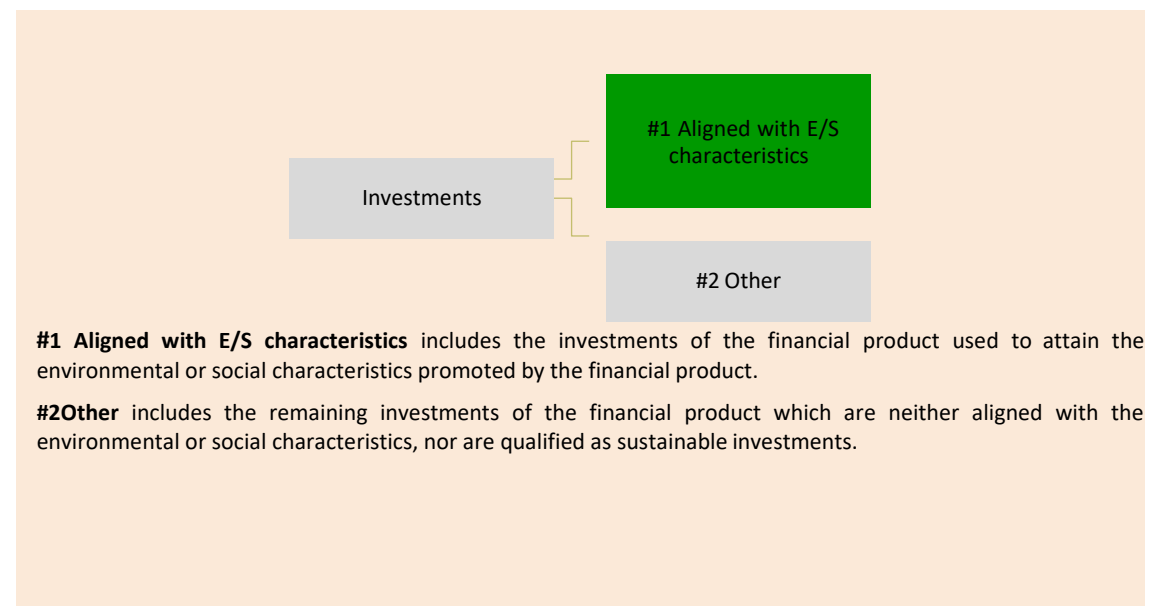 #1 Aligned with E/S
characteristics
Investments
#2 Other
#1 Aligned with E/S characteristics includes the investments of the financial product used to attain the
environmental or social characteristics promoted by the financial product.
#2Other includes the remaining investments of the financial product which are neither aligned with the
environmental or social characteristics, nor are qualified as sustainable investments.